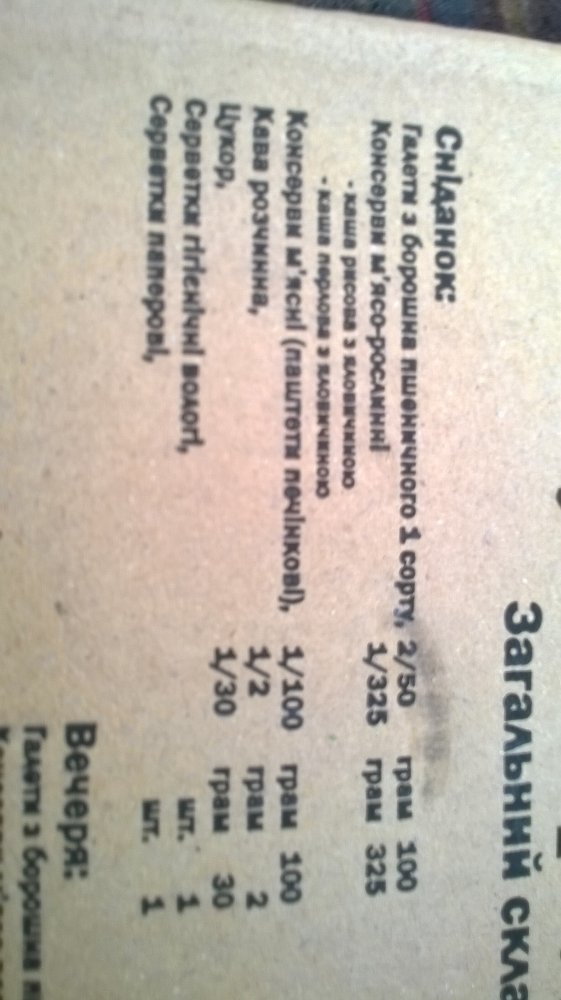 Загальний скла
Сніданок:
Галети з борошна пшеничного 1 сорту, 2/50 грам 100
Консерви м'ясо-рослинні 1/325 грам 325
- каша рисова з яловичиною
- каша перлова з яловичиною
Консерви м'ясні (паштети печінкові), 1/100 грам 100
Кава розчинна, 1/2 грам 2
Цукор, 1/30 грам 30
Серветки гігієнічні вологі, шт. 1
Серветки паперові, шт. 1
Вечеря:
Галети з борошна